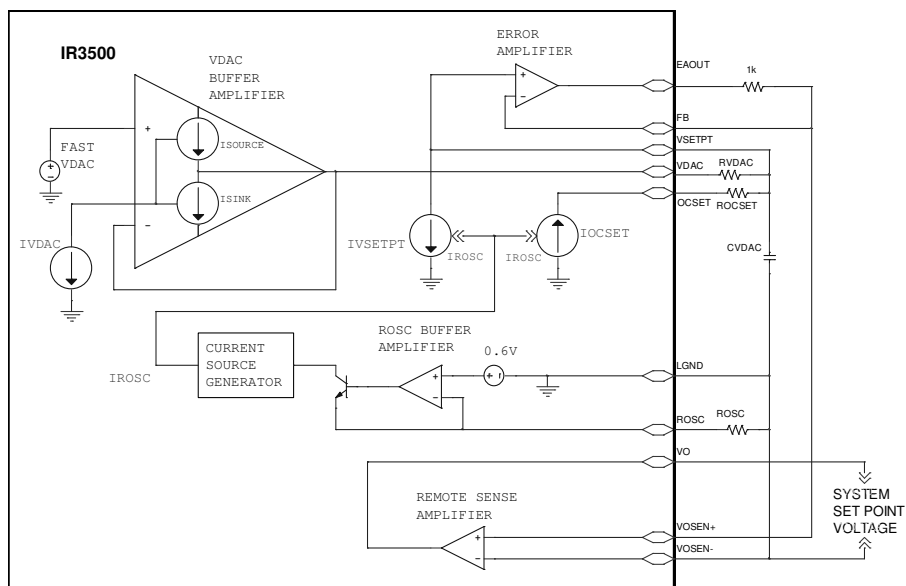 IR3500
VDAC
BUFFER
AMPLIFIER
ERROR
AMPLIFIER
EAOUT
1k
+
-
FB
VSETPT
FAST
VDAC
+
-
+
-
ISOURCE
ISINK
VDAC
RVDAC
OCSET
ROCSET
IVDAC
IVSETPT
IROSC
IROSC
IOCSET
CVDAC
IROSC
CURRENT
SOURCE
GENERATOR
ROSC BUFFER
AMPLIFIER
0.6V
+
-
+ -
LGND
ROSC
ROSC
VO
REMOTE SENSE
AMPLIFIER
+
-
VOSEN+
VOSEN-
SYSTEM
SET POINT
VOLTAGE